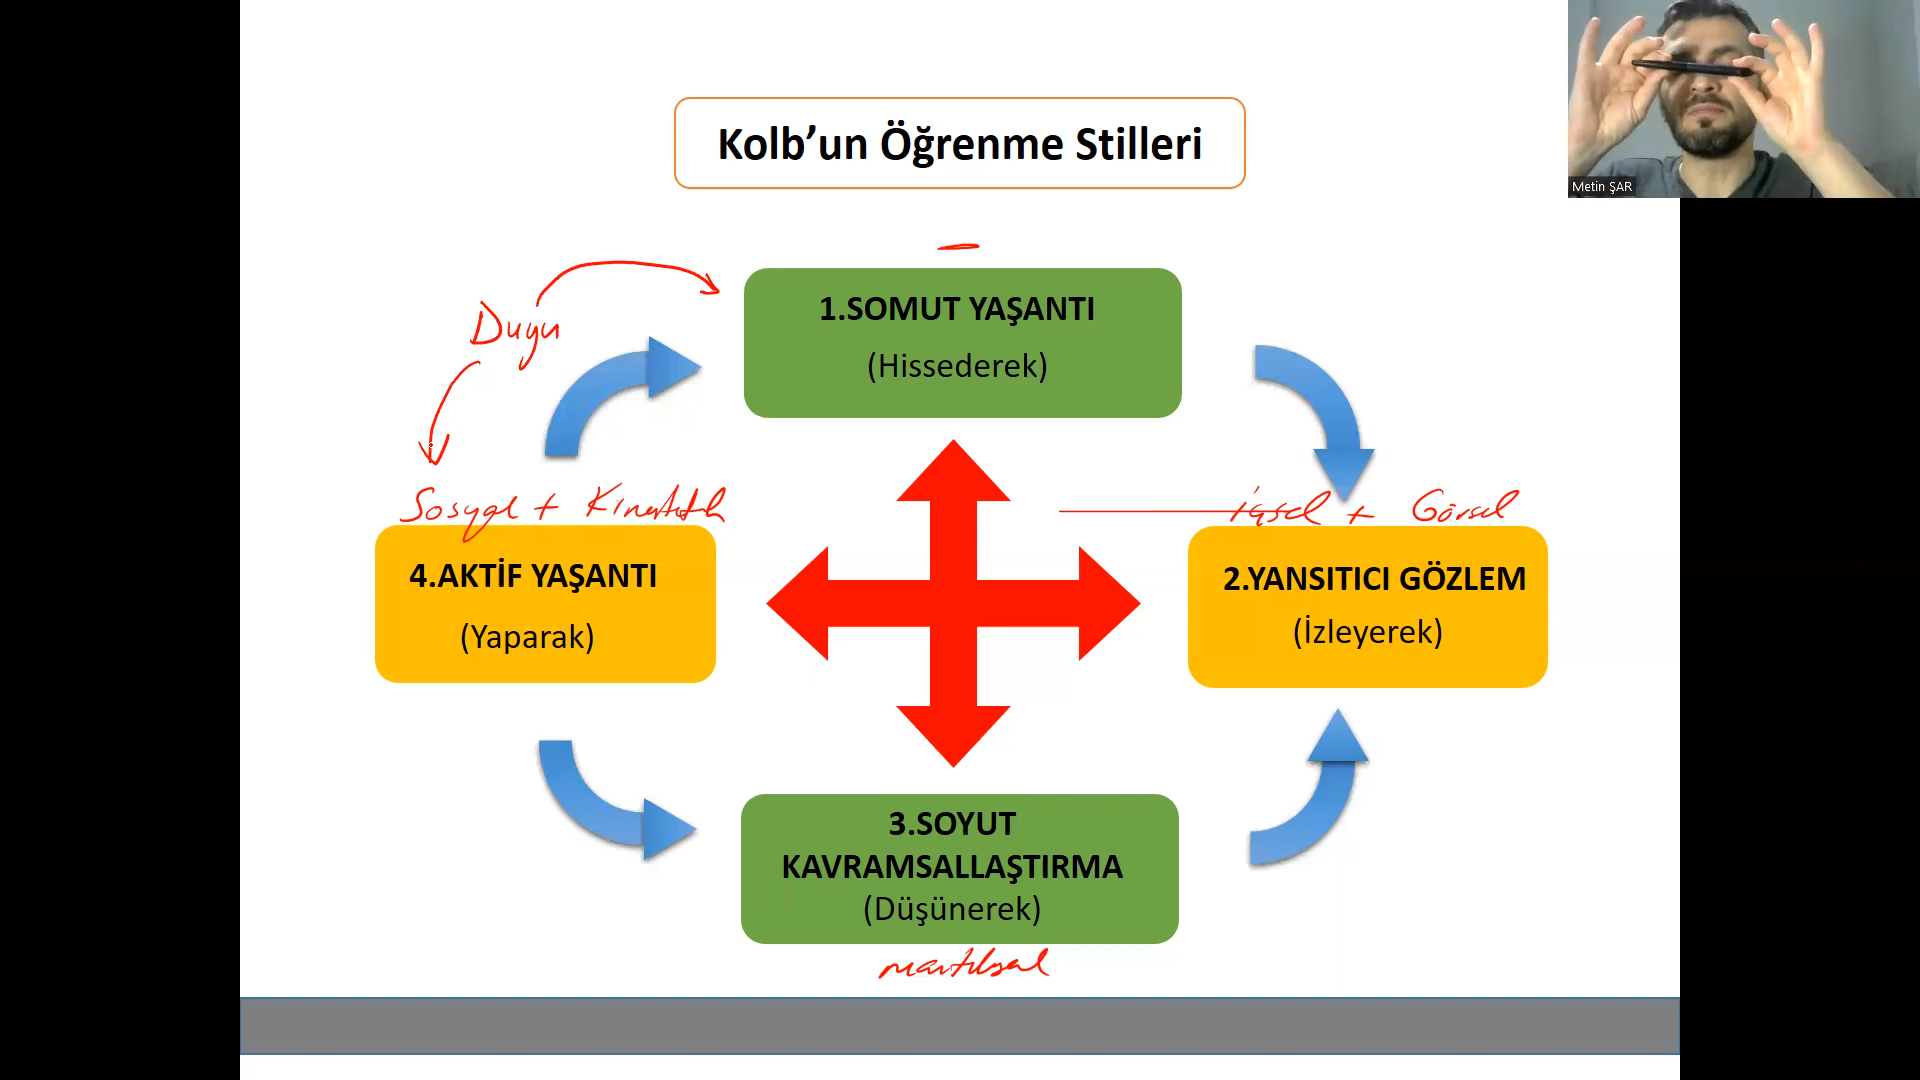 Metin ŞAR
Kolb'un Öğrenme Stilleri
Duygu
1.SOMUT YAŞANTI
(Hissederek)
Sosyal + Kinestetik
içsel + Görsel
4.AKTİF YAŞANTI
(Yaparak)
2.YANSITICI GÖZLEM
(İzleyerek)
3.SOYUT
KAVRAMSALLAŞTIRMA
(Düşünerek)
mantıksal